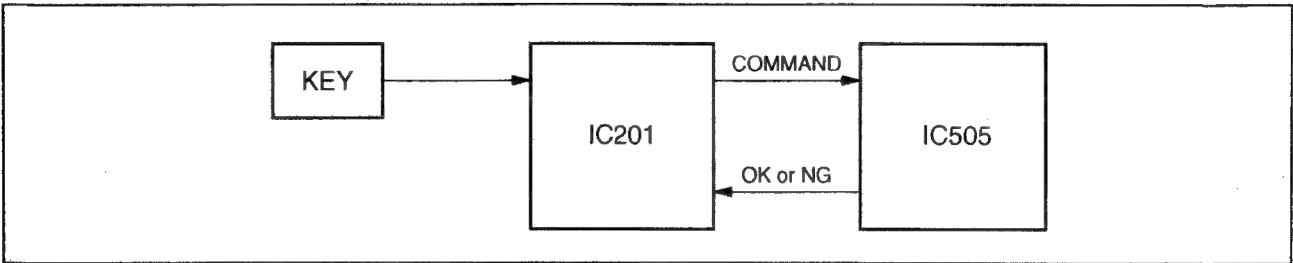 KEY
COMMAND
IC201
IC505
OK or NG